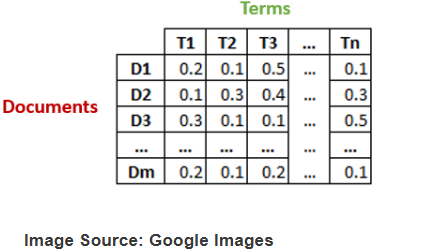 Terms
T1 T2 T3 ... Tn
D1 0.2 0.1 0.5 ... 0.1
D2 0.1 0.3 0.4 ... 0.3
Documents
D3 0.3 0.1 0.1 ... 0.5
... ... ... ... ... ...
Dm 0.2 0.1 0.2 ... 0.1
Image Source: Google Images